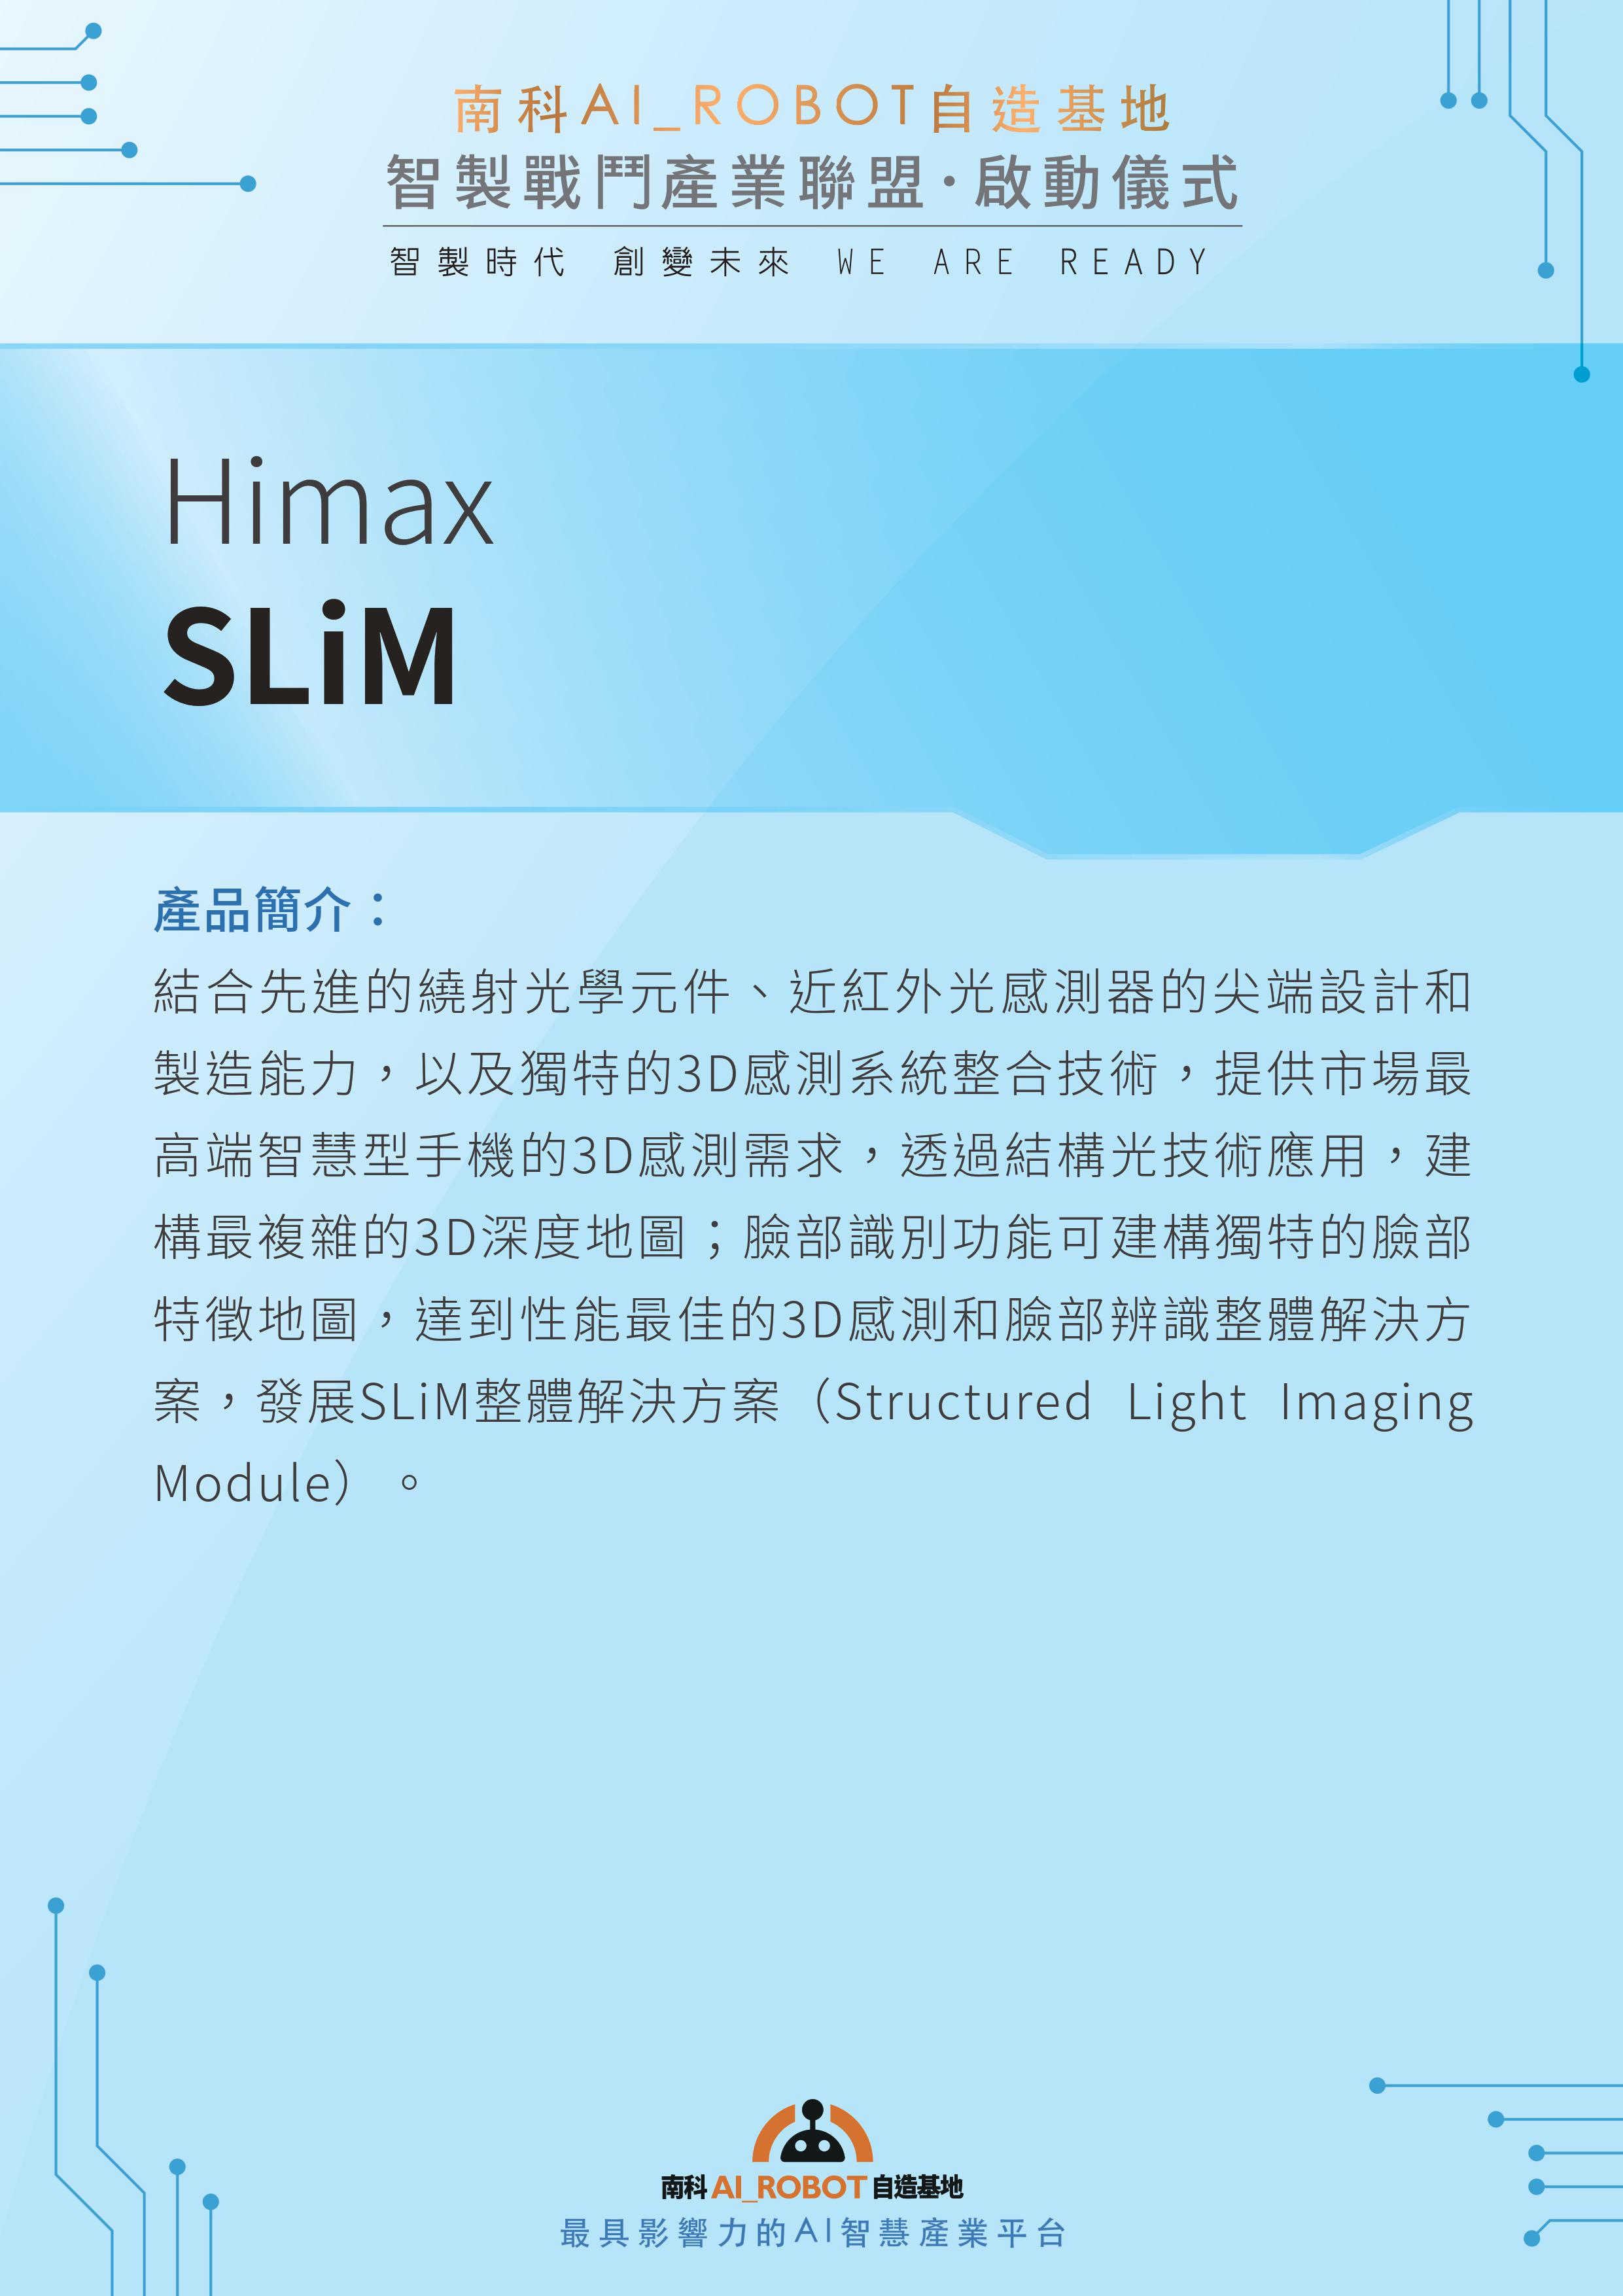 南科AI_ROBOT自造基地
智製戰鬥產業聯盟·啟動儀式
智製時代 創變未來 WE ARE READY
Himax
SLiM
產品簡介：
結合先進的繞射光學元件、近紅外光感測器的尖端設計和
製造能力，以及獨特的3D感測系統整合技術，提供市場最
高端智慧型手機的3D感測需求，透過結構光技術應用，建
構最複雜的3D深度地圖；臉部識別功能可建構獨特的臉部
特徵地圖，達到性能最佳的3D感測和臉部辨識整體解決方
案，發展SLiM整體解決方案（Structured Light Imaging
Module）。
南科AI_ROBOT自造基地
最具影響力的AI智慧產業平台